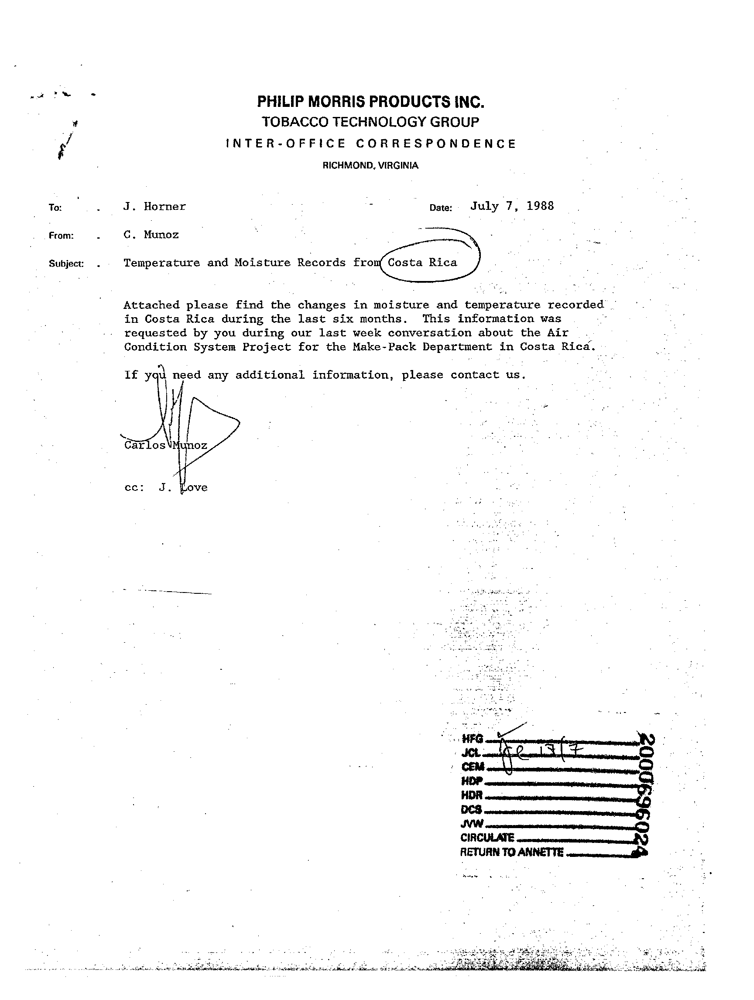 PHILIP MORRIS PRODUCTS INC.
TOBACCO TECHNOLOGY GROUP
INTER-OFFICE CORRESPONDENCE
RICHMOND, VIRGINIA
To: . J. Horner Date: July 7, 1988
From: . C. Munoz
Subject: . Temperature and Moisture Records from Costa Rica
Attached please find the changes in moisture and temperature recorded
in Costa Rica during the last six months. This information was
requested by you during our last week conversation about the Air
Condition System Project for the Make-Pack Department in Costa Rica.
If you need any additional information, please contact us.
Carlos Munoz
cc: J. Love
HFG
JCL 17/7
CEM
HDP
HDR
DCS
JVW
CIRCULATE
RETURN TO ANNETTE
2000696024